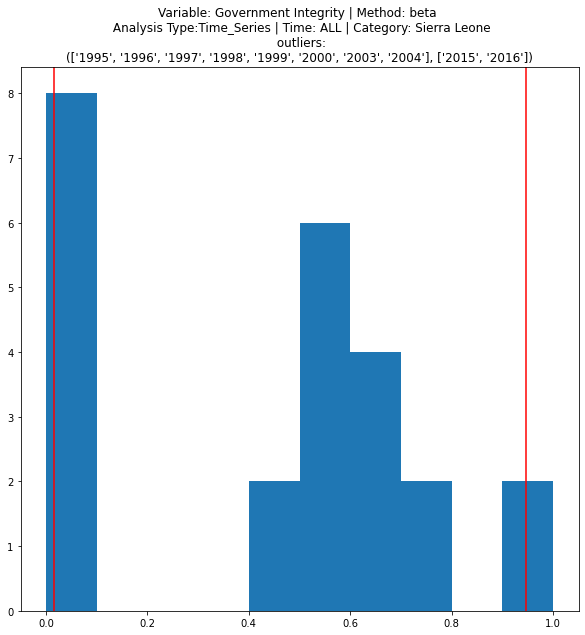 Variable: Government Integrity | Method: beta
Analysis Type:Time_Series | Time: ALL | Category: Sierra Leone
outliers:
(['1995', '1996', '1997', '1998', '1999', '2000', '2003', '2004'], ['2015', '2016'])
8
7
6
5
4
3
2
1
0
0.0 0.2 0.4 0.6 0.8 1.0